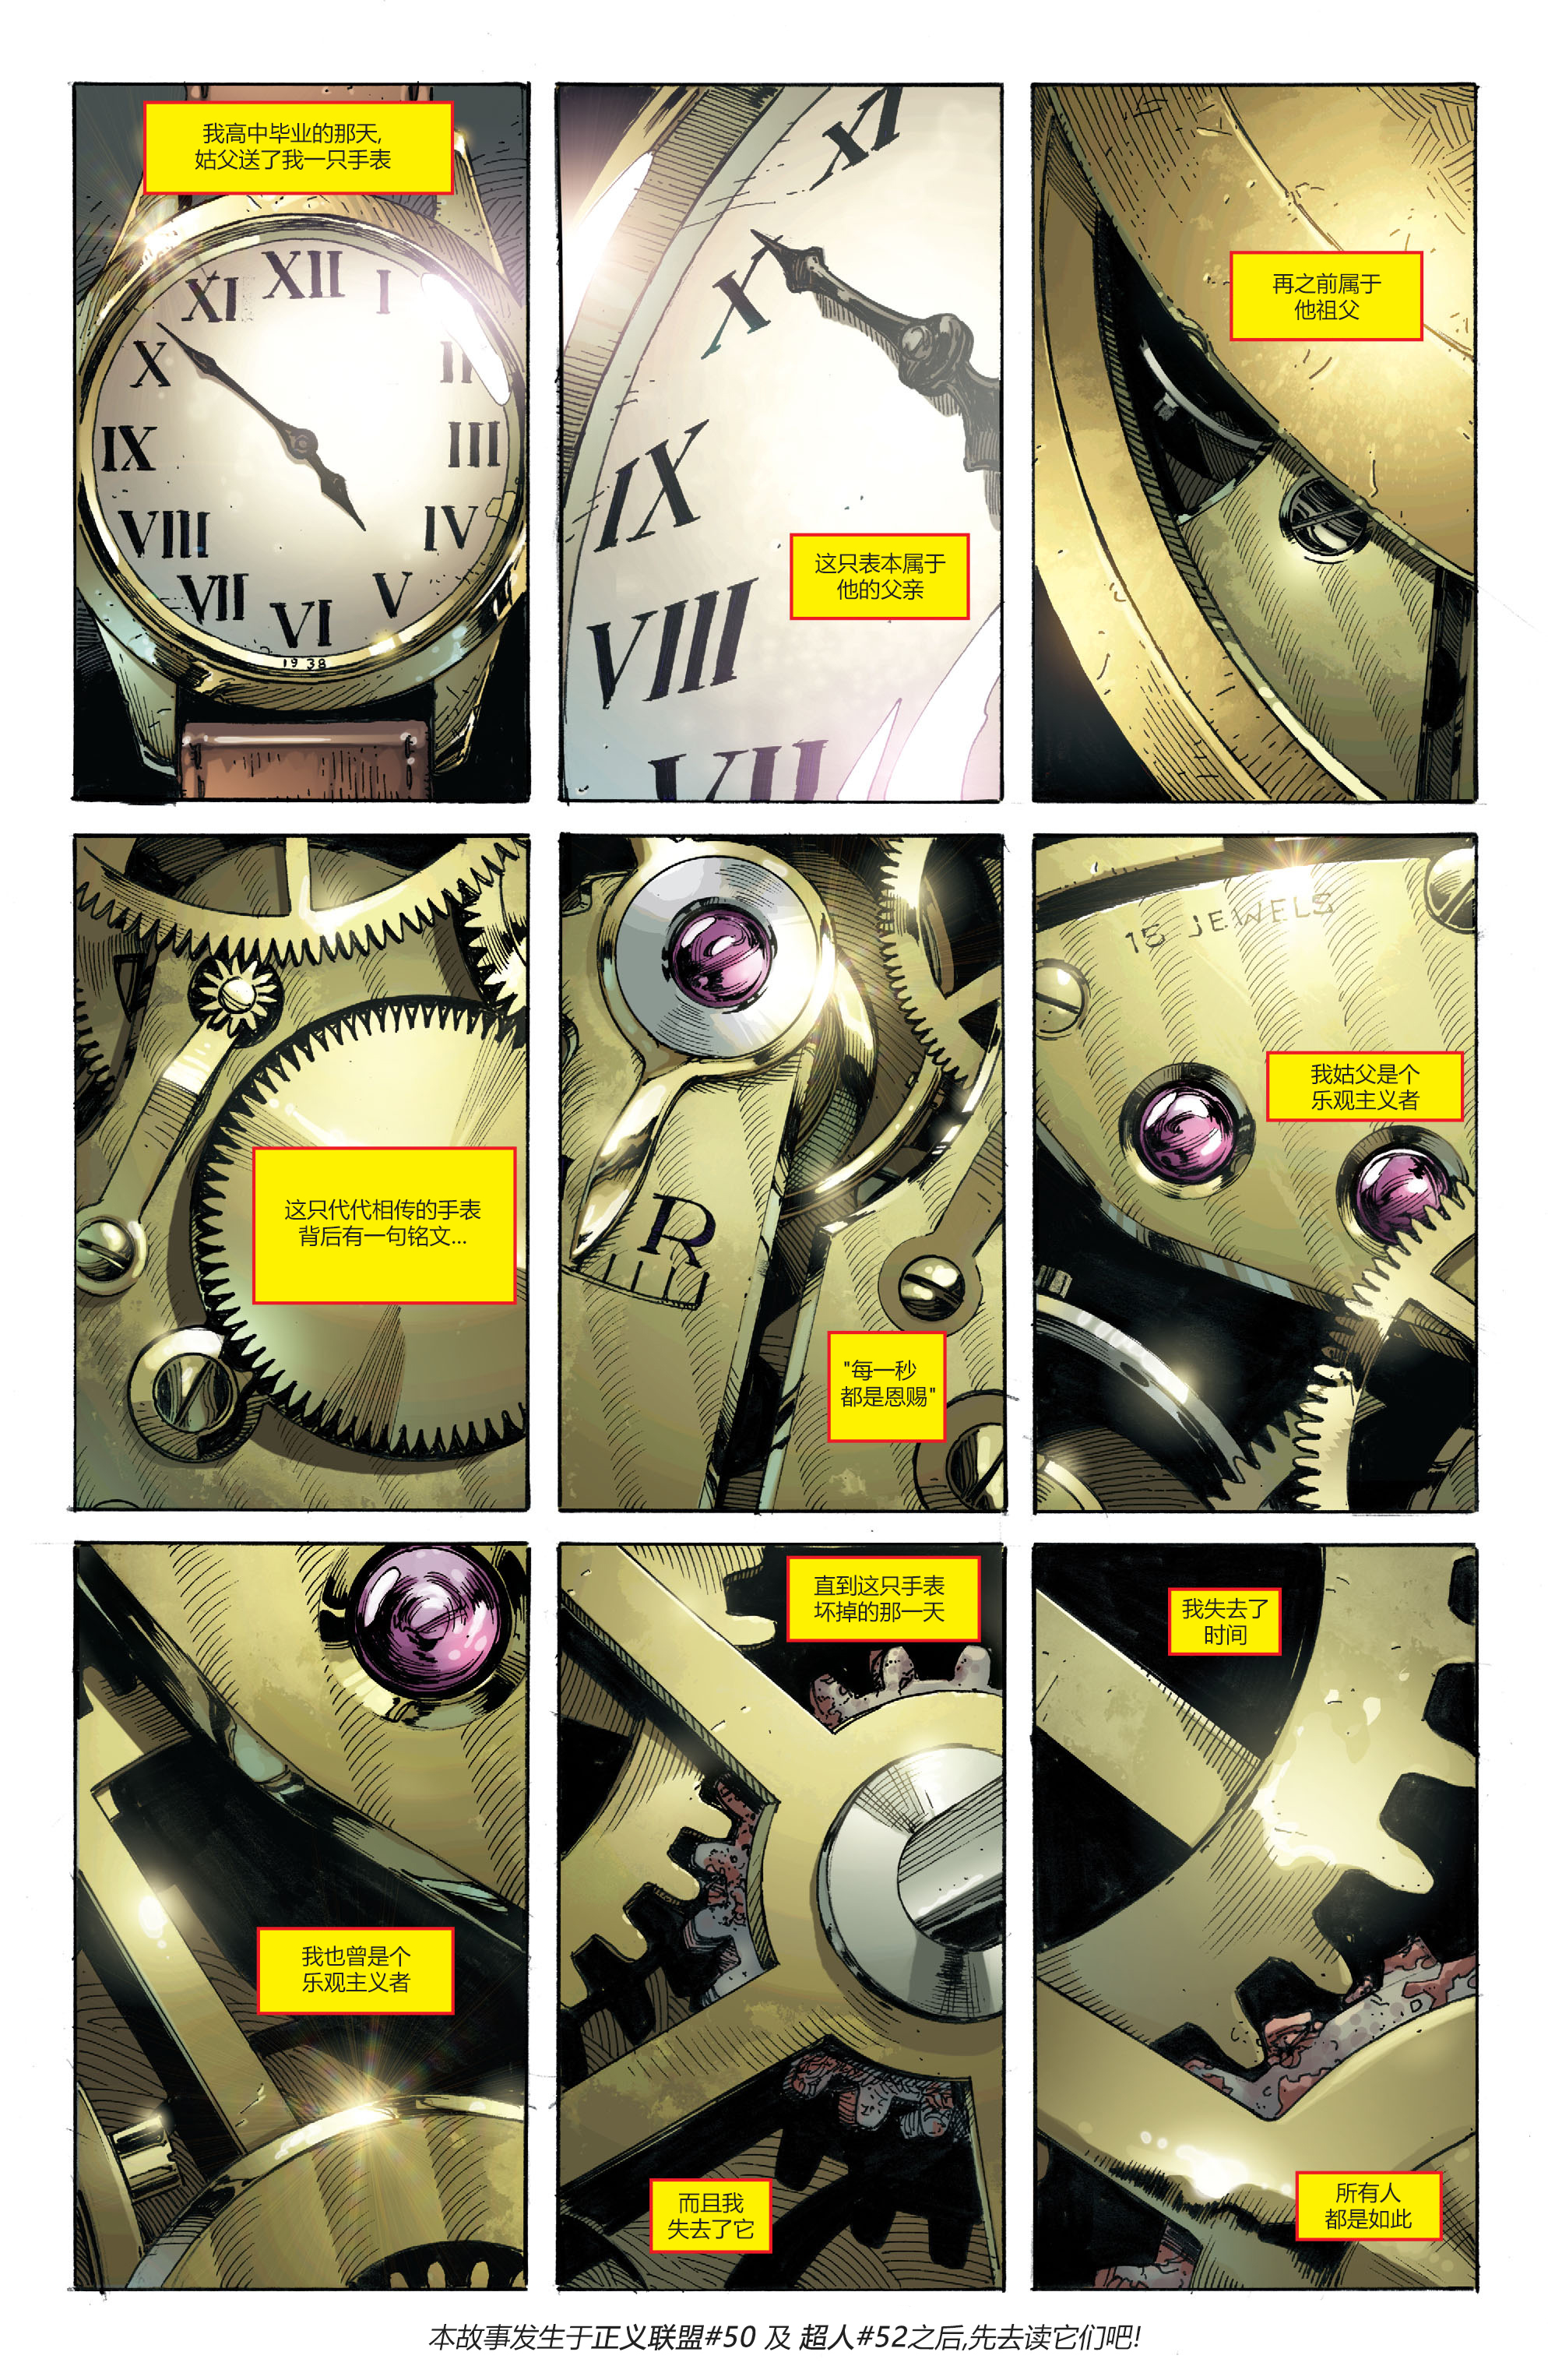 我高中毕业的那天,
姑父送了我一只手表
XII
I
II
III
IV
V
VI
VII
VIII
IX
X
XI
1938
XI
X
IX
VIII
VII
这只表本属于
他的父亲
再之前属于
他祖父
这只代代相传的手表
背后有一句铭文...
R
"每一秒
都是恩赐"
15 JEWELS
我姑父是个
乐观主义者
我也曾是个
乐观主义者
直到这只手表
坏掉的那一天
而且我
失去了它
我失去了
时间
所有人
都是如此
本故事发生于正义联盟#50 及 超人#52之后,先去读它们吧!